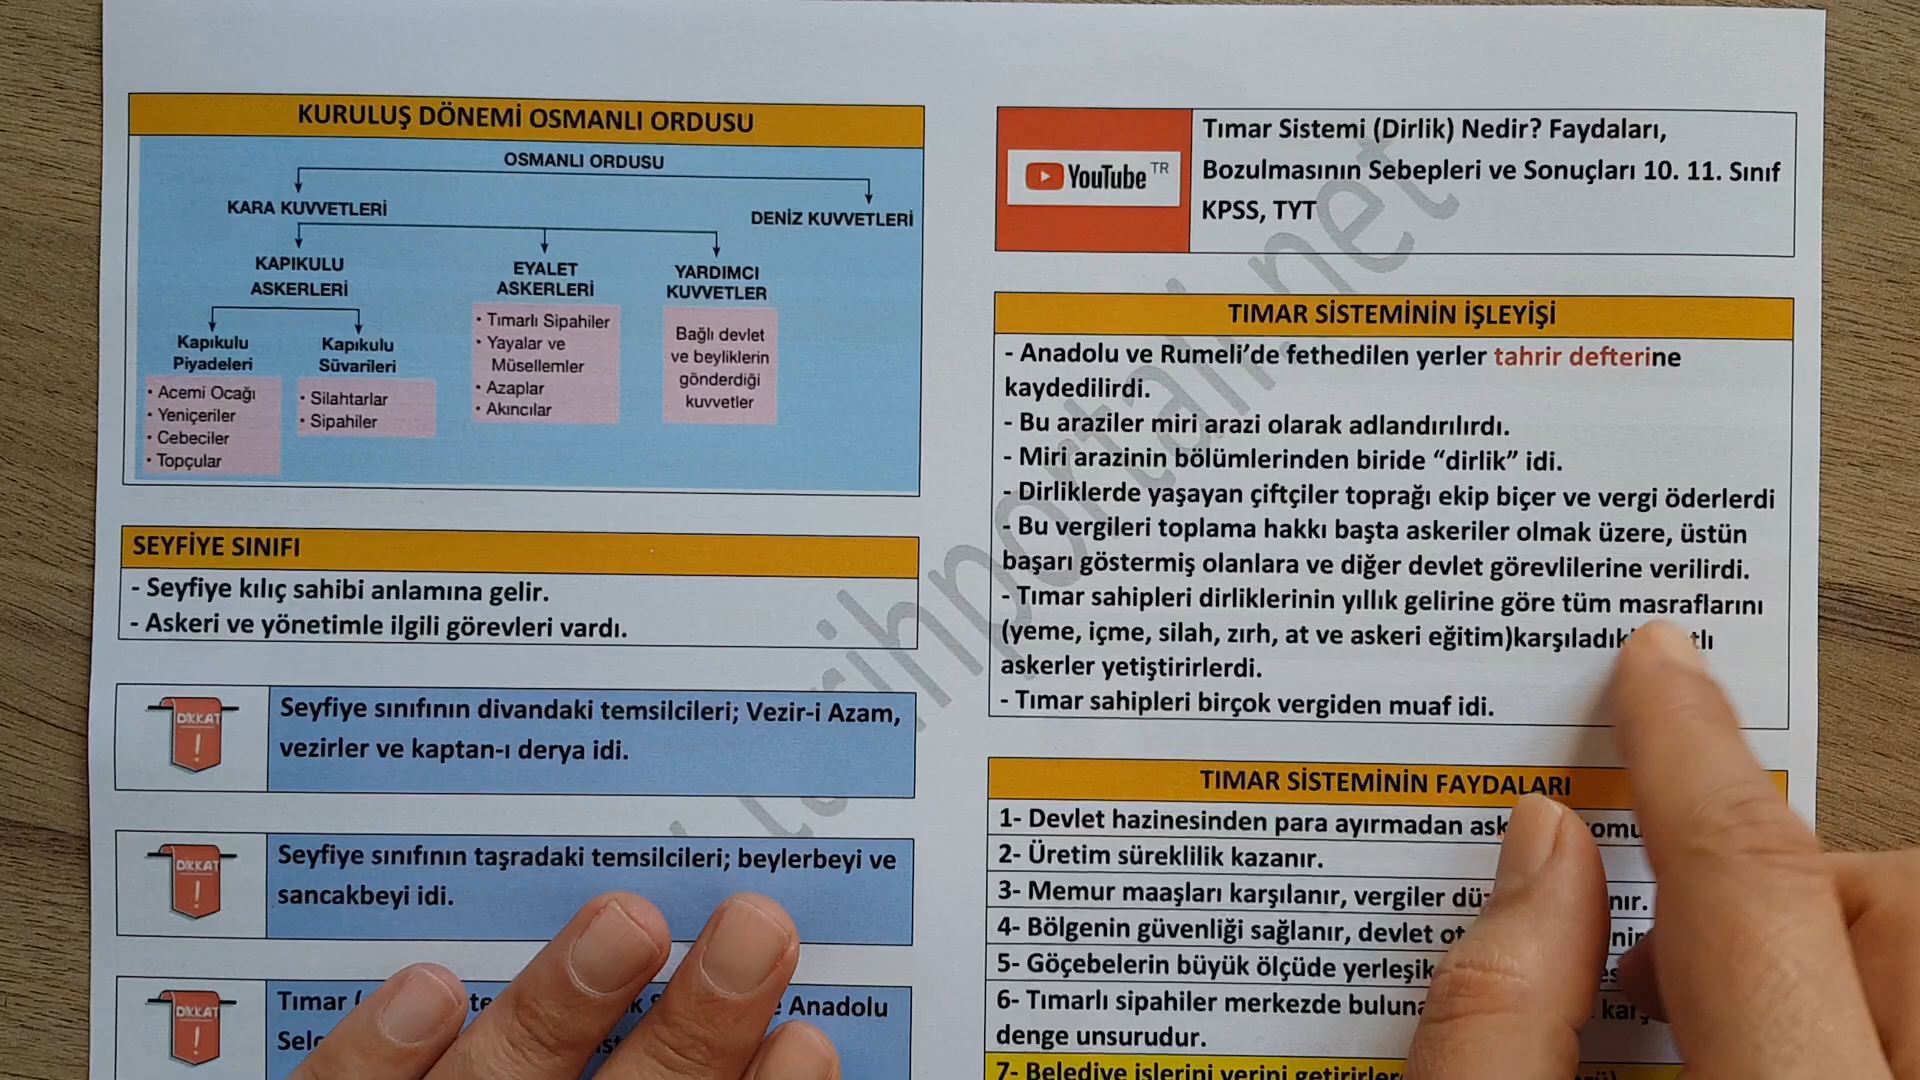 KURULUŞ DÖNEMİ OSMANLI ORDUSU
OSMANLI ORDUSU
KARA KUVVETLERİ
DENİZ KUVVETLERİ
KAPIKULU
ASKERLERİ
EYALET
ASKERLERİ
YARDIMCI
KUVVETLER
Kapıkulu
Piyadeleri
Kapıkulu
Süvarileri
• Acemi Ocağı
• Yeniçeriler
• Cebeciler
• Topçular
• Silahtarlar
• Sipahiler
• Tımarlı Sipahiler
• Yayalar ve
Müsellemler
• Azaplar
• Akıncılar
Bağlı devlet
ve beyliklerin
gönderdiği
kuvvetler
SEYFİYE SINIFI
- Seyfiye kılıç sahibi anlamına gelir.
- Askeri ve yönetimle ilgili görevleri vardı.
DİKKAT
!
Seyfiye sınıfının divandaki temsilcileri; Vezir-i Azam,
vezirler ve kaptan-ı derya idi.
DİKKAT
!
Seyfiye sınıfının taşradaki temsilcileri; beylerbeyi ve
sancakbeyi idi.
DİKKAT
!
Tımar ( Anadolu
YouTube TR
Tımar Sistemi (Dirlik) Nedir? Faydaları,
Bozulmasının Sebepleri ve Sonuçları 10. 11. Sınıf
KPSS, TYT
TIMAR SİSTEMİNİN İŞLEYİŞİ
- Anadolu ve Rumeli’de fethedilen yerler tahrir defterine
kaydedilirdi.
- Bu araziler miri arazi olarak adlandırılırdı.
- Miri arazinin bölümlerinden biride “dirlik” idi.
- Dirliklerde yaşayan çiftçiler toprağı ekip biçer ve vergi öderlerdi
- Bu vergileri toplama hakkı başta askeriler olmak üzere, üstün
başarı göstermiş olanlara ve diğer devlet görevlilerine verilirdi.
- Tımar sahipleri dirliklerinin yıllık gelirine göre tüm masraflarını
(yeme, içme, silah, zırh, at ve askeri eğitim)
askerler yetiştirirlerdi.
- Tımar sahipleri birçok vergiden muaf idi.
TIMAR SİSTEMİNİN FAYDALARI
1- Devlet hazinesinden para ayırmadan
2- Üretim süreklilik kazanır.
3- Memur maaşları karşılanır, vergiler
4- Bölgenin güvenliği sağlanır, devlet
5- Göçebelerin büyük ölçüde
6- Tımarlı sipahiler merkezde
denge unsurudur.
7- Belediye işlerini yerini
tarihportali.net